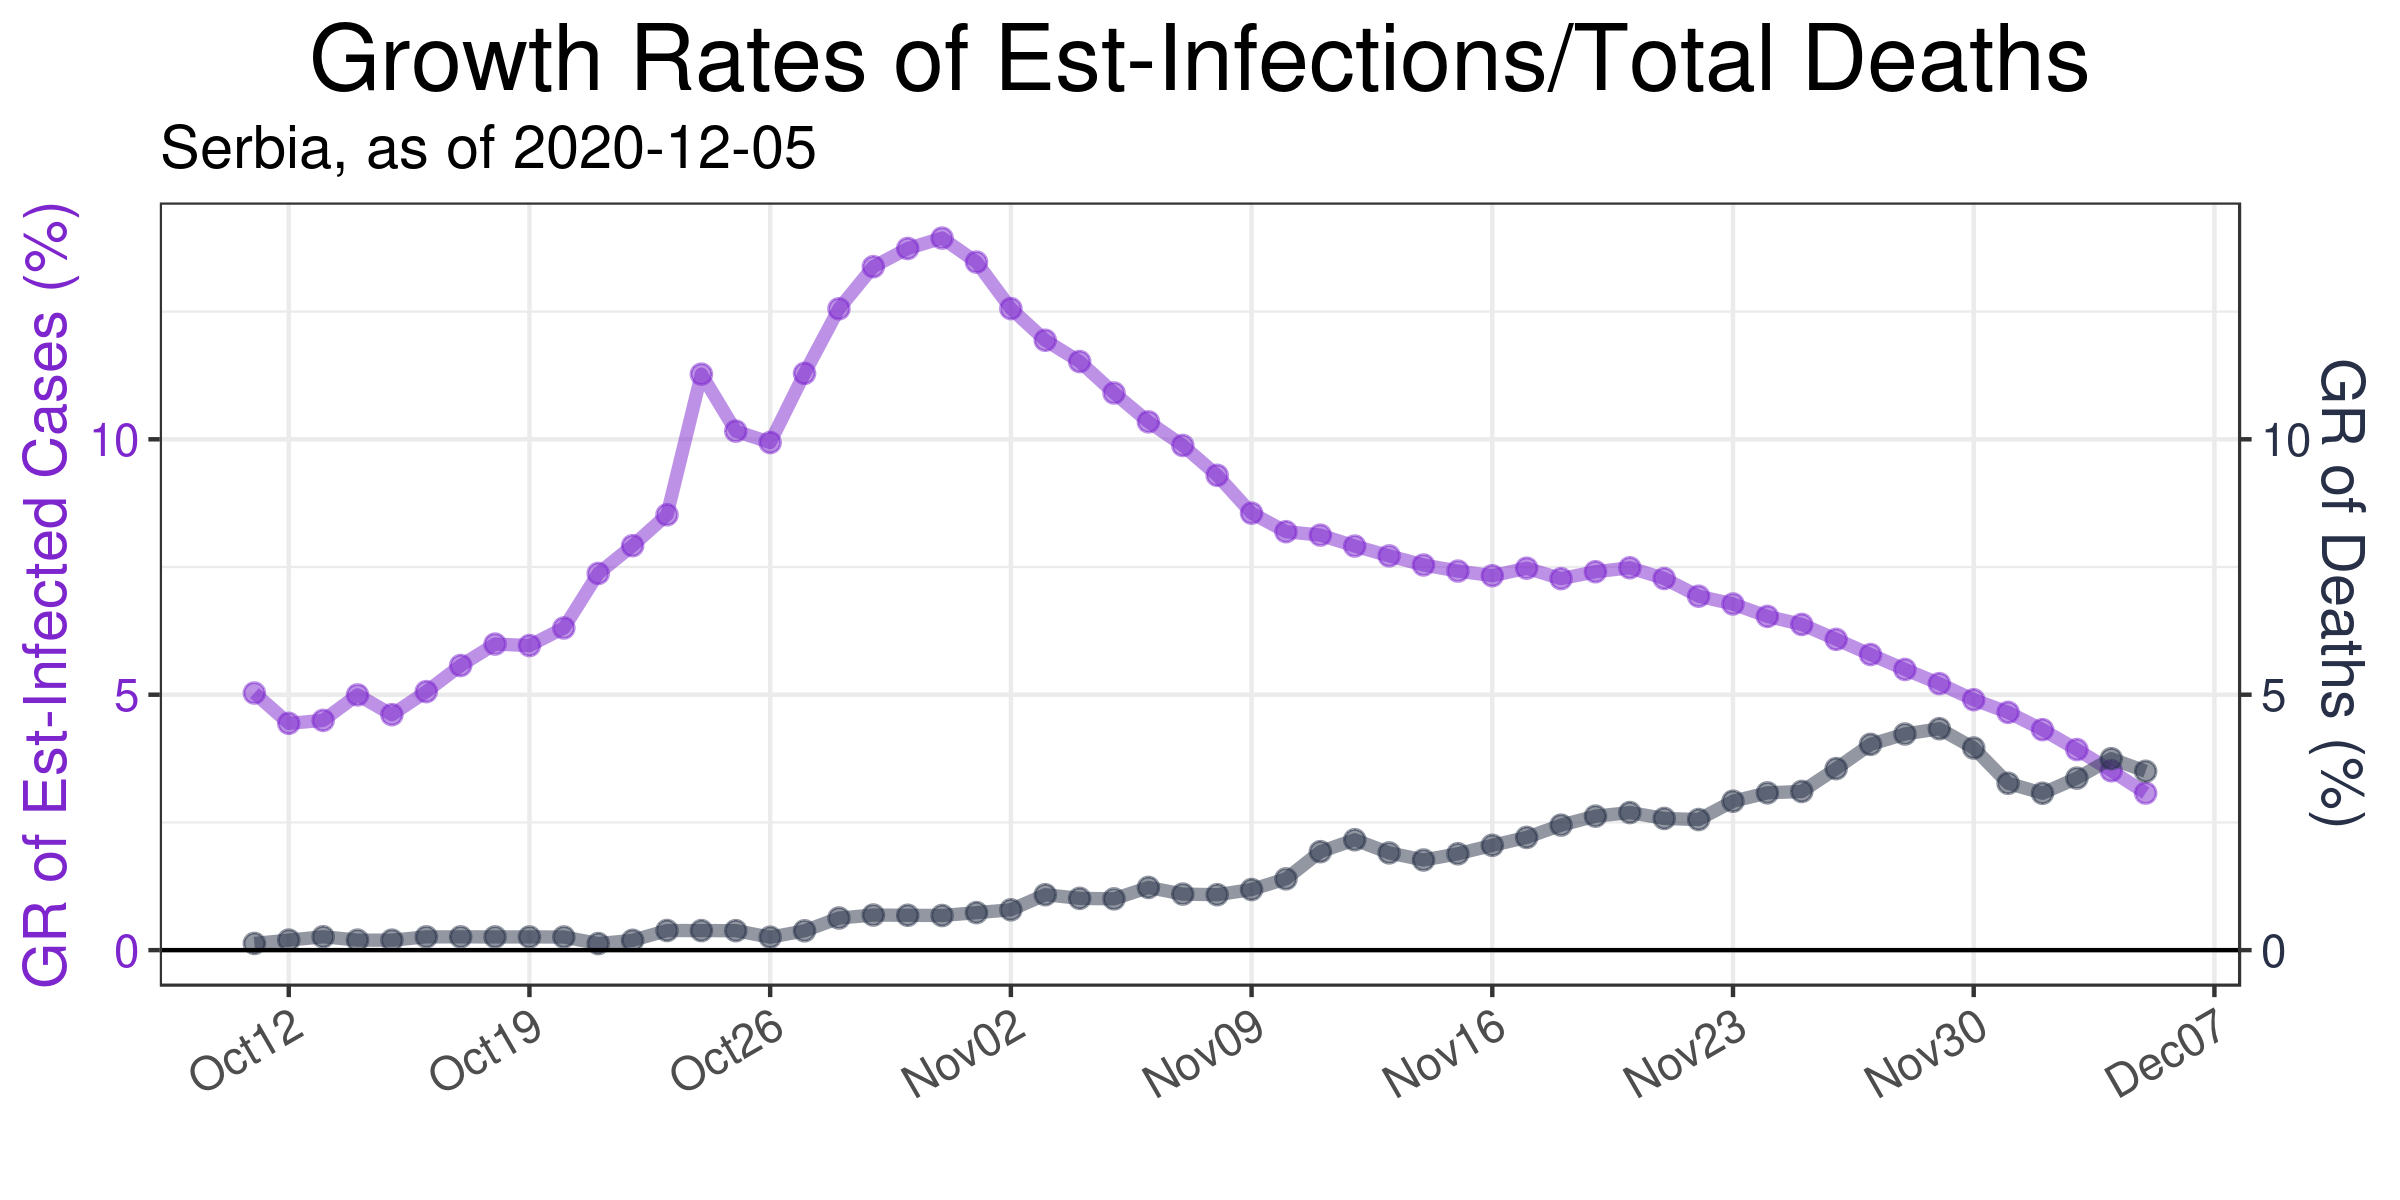 Growth Rates of Est-Infections/Total Deaths
Serbia, as of 2020-12-05
GR of Est-Infected Cases (%)
10
5
0
10
5
0
GR of Deaths (%)
Oct12
Oct19
Oct26
Nov02
Nov09
Nov16
Nov23
Nov30
Dec07